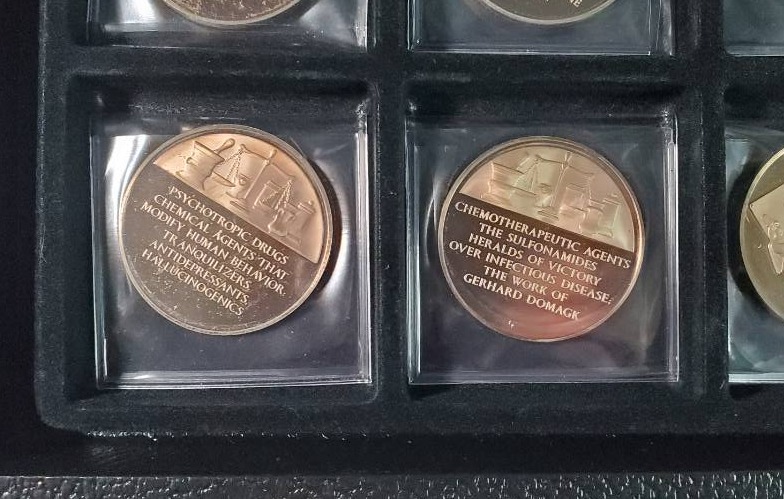 PSYCHOTROPIC DRUGS
CHEMICAL AGENTS THAT
MODIFY HUMAN BEHAVIOR.
TRANQUILIZERS,
ANTIDEPRESSANTS,
HALLUCINOGENICS
CHEMOTHERAPEUTIC AGENTS
THE SULFONAMIDES
HERALDS OF VICTORY
OVER INFECTIOUS DISEASE:
THE WORK OF
GERHARD DOMAGK